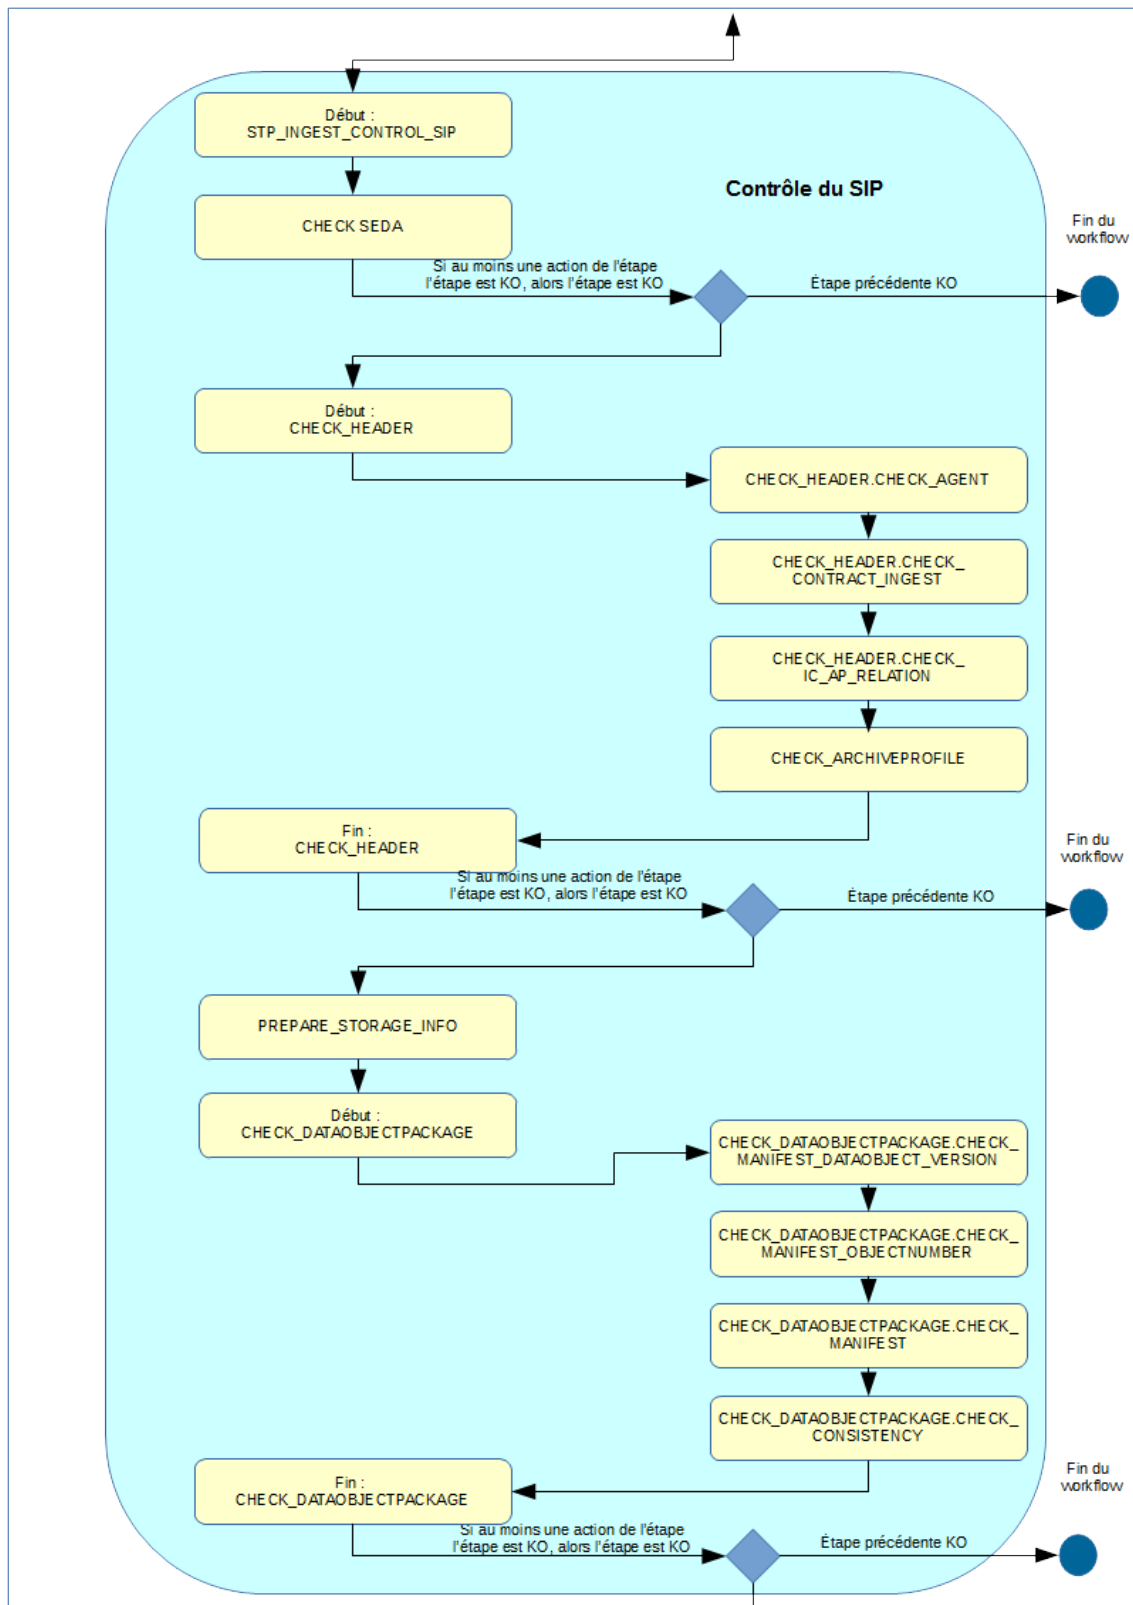 Début :
STP_INGEST_CONTROL_SIP
Contrôle du SIP
CHECK SEDA
Fin du
workflow
Si au moins une action de l'étape
l'étape est KO, alors l'étape est KO
Étape précédente KO
Début :
CHECK_HEADER
CHECK_HEADER.CHECK_AGENT
CHECK_HEADER.CHECK_
CONTRACT_INGEST
CHECK_HEADER.CHECK_
IC_AP_RELATION
CHECK_ARCHIVEPROFILE
Fin :
CHECK_HEADER
Fin du
workflow
Si au moins une action de l'étape
l'étape est KO, alors l'étape est KO
Étape précédente KO
PREPARE_STORAGE_INFO
Début :
CHECK_DATAOBJECTPACKAGE
CHECK_DATAOBJECTPACKAGE.CHECK_
MANIFEST_DATAOBJECT_VERSION
CHECK_DATAOBJECTPACKAGE.CHECK_
MANIFEST_OBJECTNUMBER
CHECK_DATAOBJECTPACKAGE.CHECK_
MANIFEST
CHECK_DATAOBJECTPACKAGE.CHECK_
CONSISTENCY
Fin :
CHECK_DATAOBJECTPACKAGE
Fin du
workflow
Si au moins une action de l'étape
l'étape est KO, alors l'étape est KO
Étape précédente KO